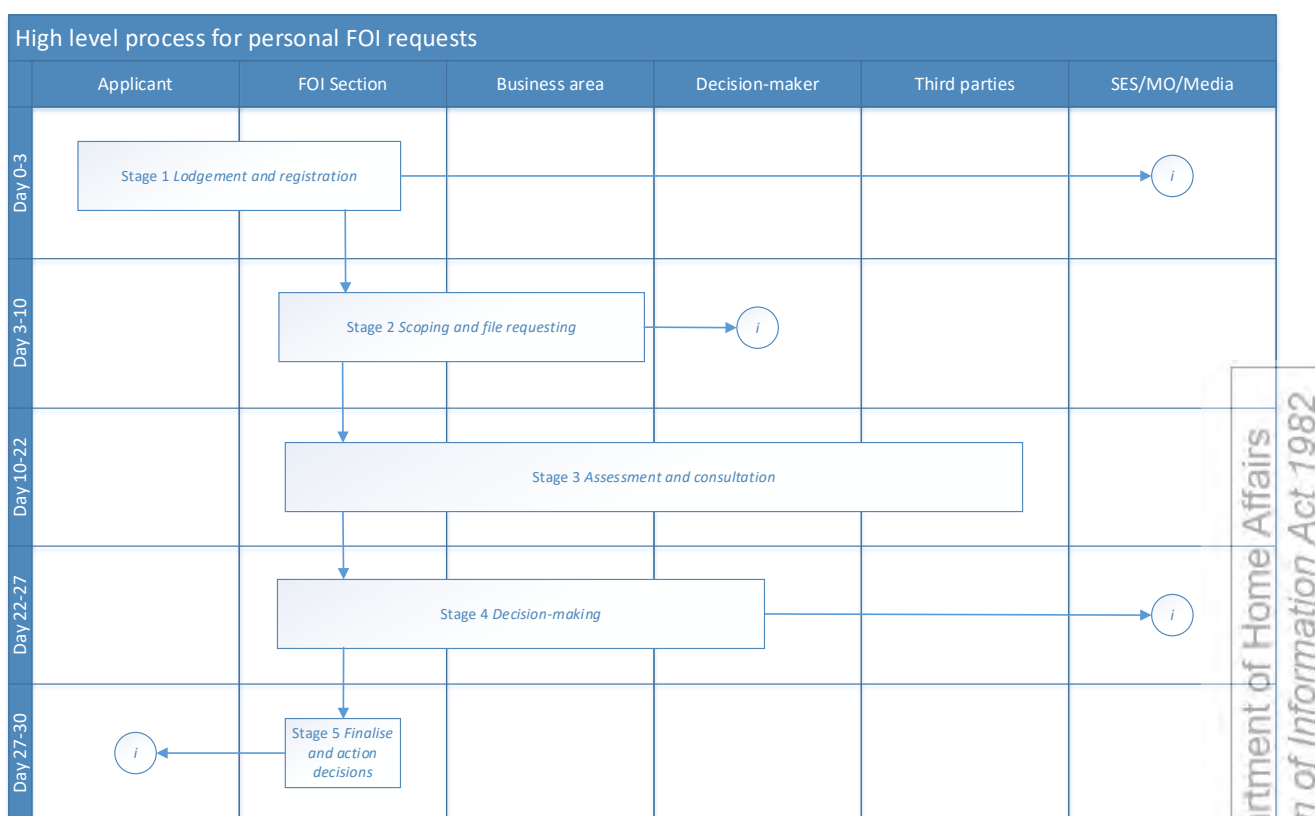 High level process for personal FOI requests
Applicant
FOI Section
Business area
Decision-maker
Third parties
SES/MO/Media
Day 0-3
Stage 1 Lodgement and registration
i
Day 3-10
Stage 2 Scoping and file requesting
i
Day 10-22
Stage 3 Assessment and consultation
Day 22-27
Stage 4 Decision-making
i
Day 27-30
i
Stage 5 Finalise
and action
decisions
of Home Affairs
of Information Act 1982